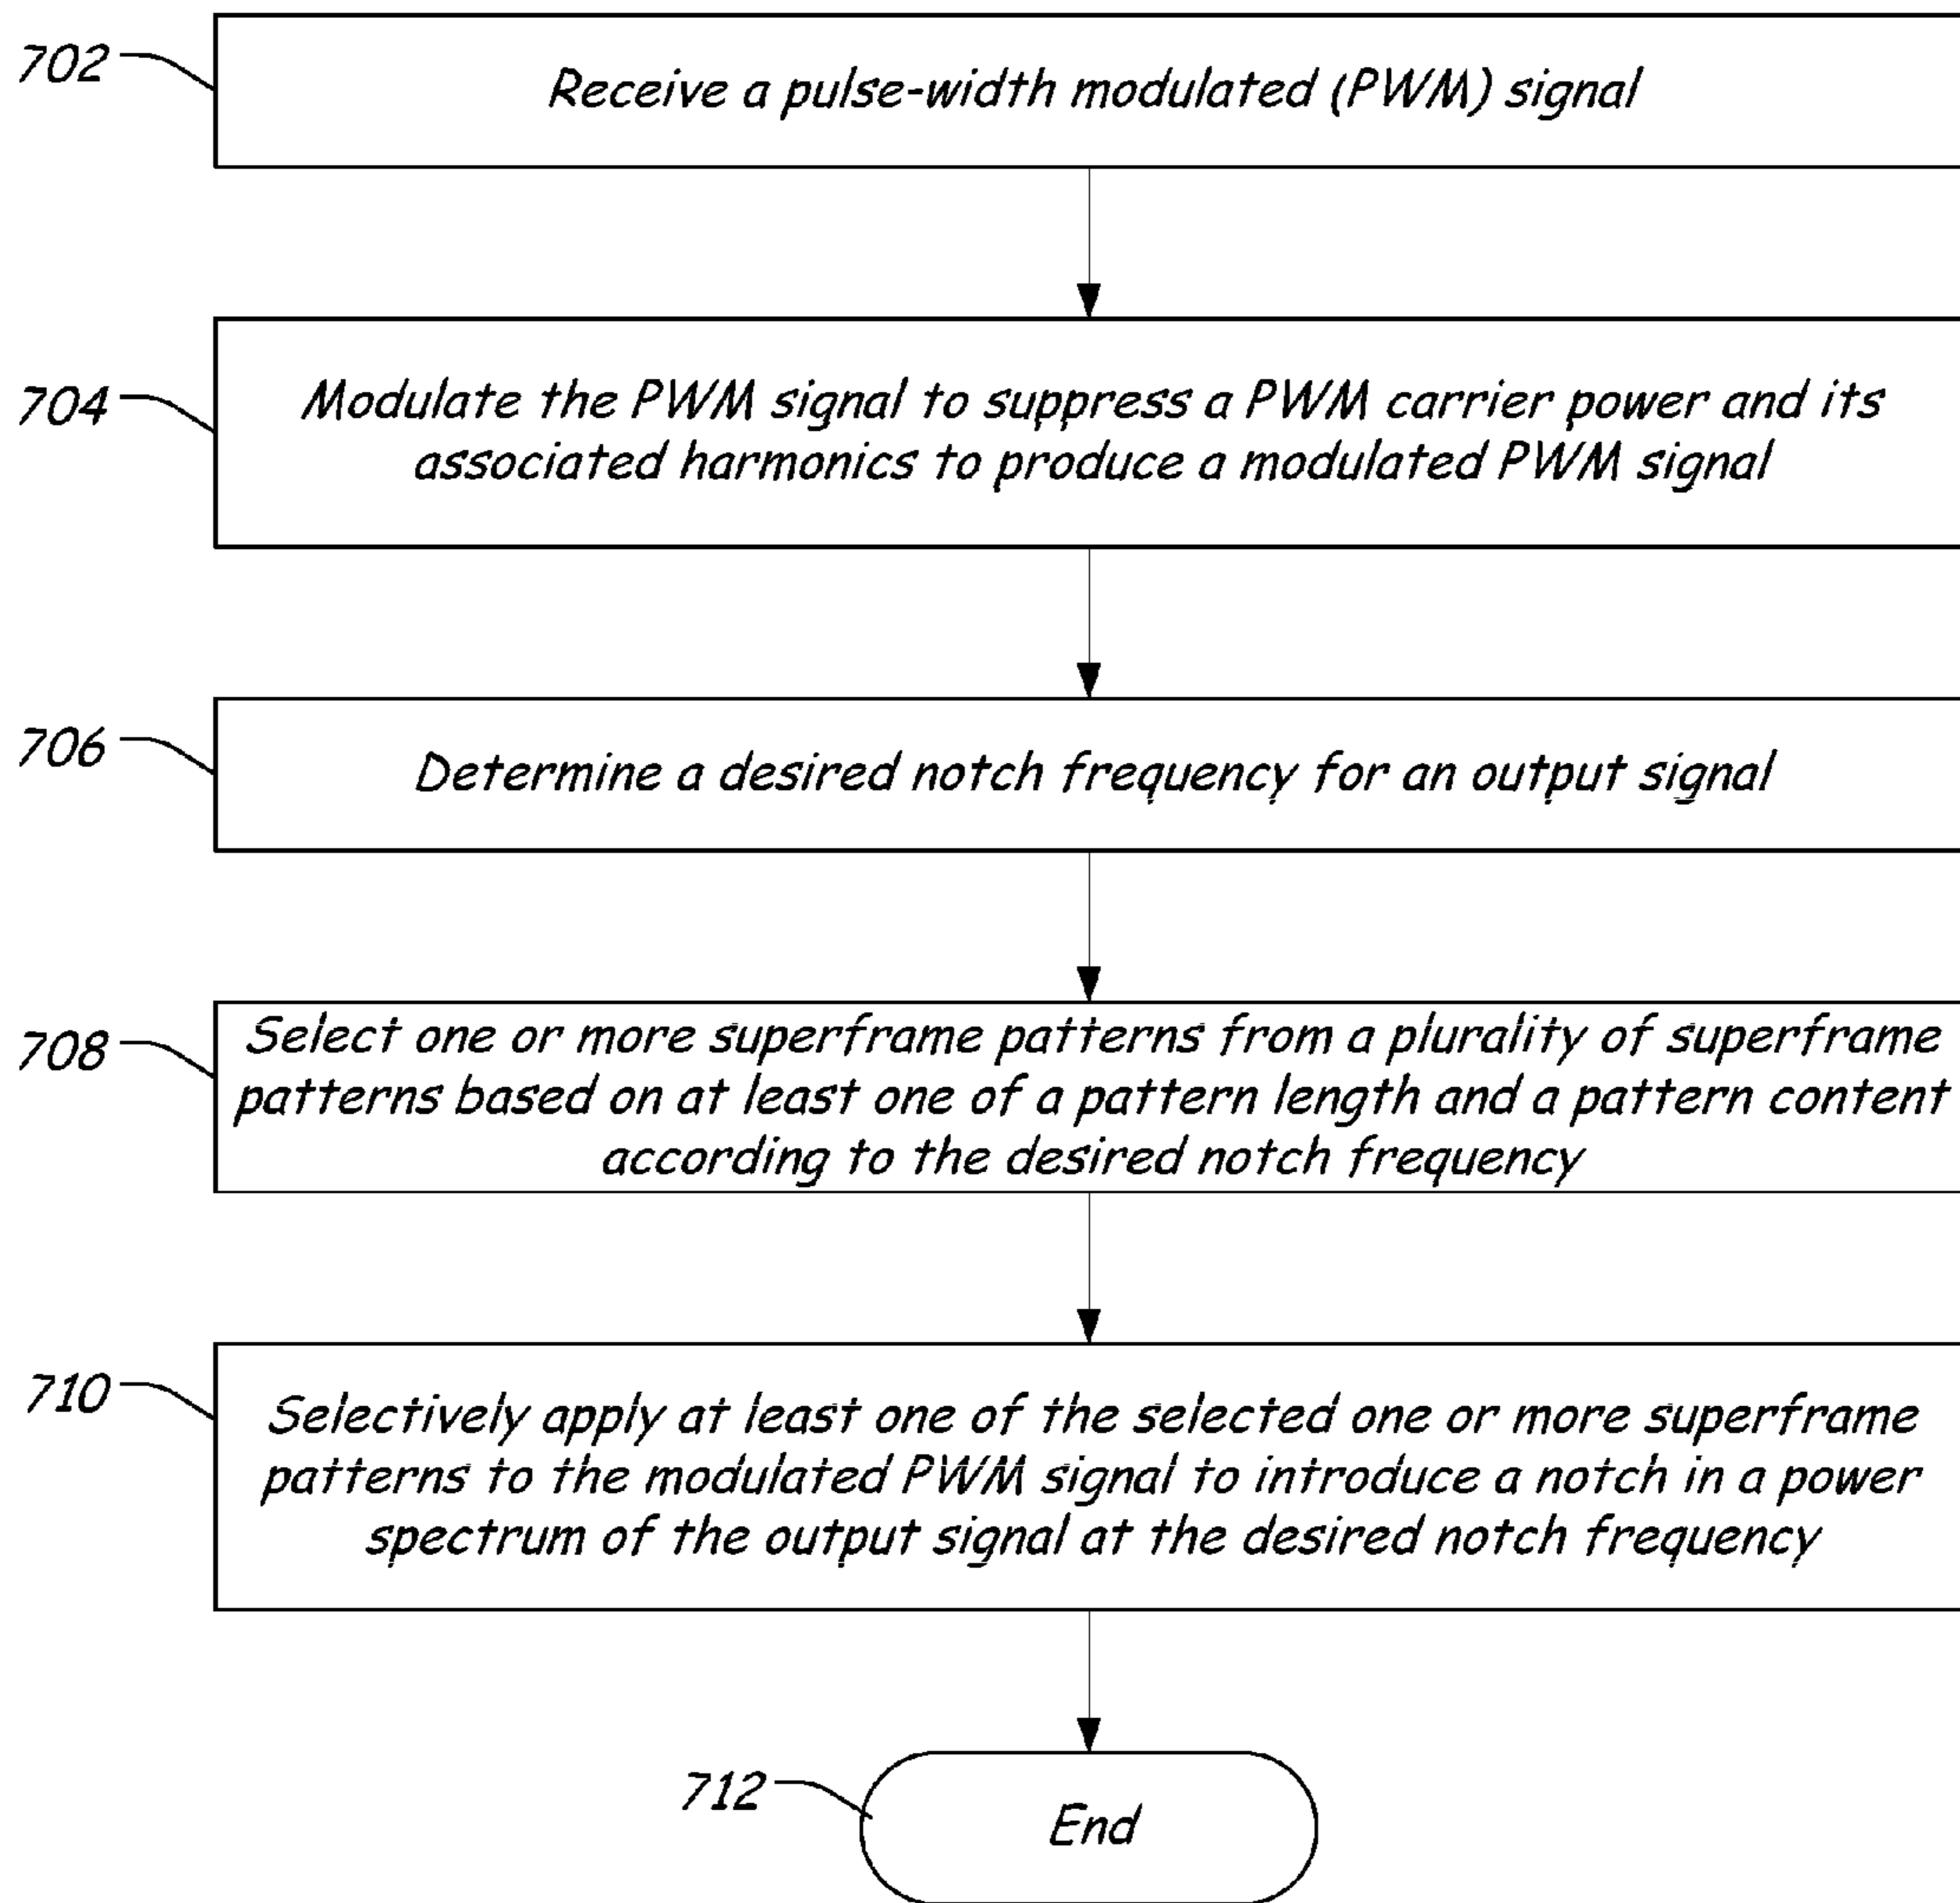 702
Receive a pulse-width modulated (PWM) signal
704
Modulate the PWM signal to suppress a PWM carrier power and its
associated harmonics to produce a modulated PWM signal
706
Determine a desired notch frequency for an output signal
708
Select one or more superframe patterns from a plurality of superframe
patterns based on at least one of a pattern length and a pattern content
according to the desired notch frequency
710
Selectively apply at least one of the selected one or more superframe
patterns to the modulated PWM signal to introduce a notch in a power
spectrum of the output signal at the desired notch frequency
712
End